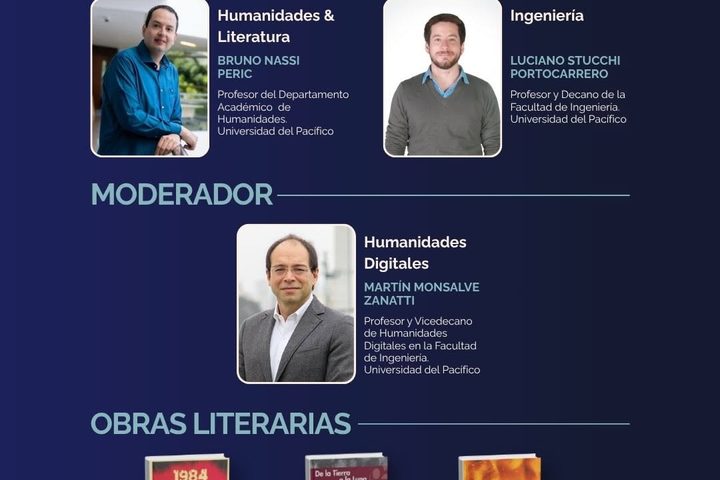 Humanidades &
Literatura
BRUNO NASSI
PERIC
Profesor del Departamento
Académico de
Humanidades.
Universidad del Pacífico
Ingeniería
LUCIANO STUCCHI
PORTOCARRERO
Profesor y Decano de la
Facultad de Ingeniería.
Universidad del Pacífico
MODERADOR
Humanidades
Digitales
MARTÍN MONSALVE
ZANATTI
Profesor y Vicedecano
de Humanidades
Digitales en la Facultad
de Ingeniería.
Universidad del Pacífico
OBRAS LITERARIAS
1984
De la Tierra
a la Luna